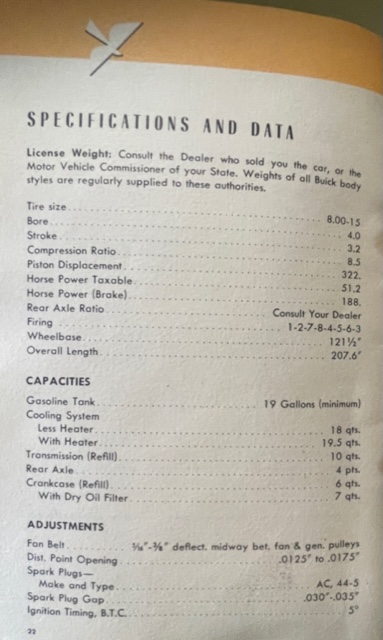 SPECIFICATIONS AND DATA
License Weight: Consult the Dealer who sold you the car, or the
Motor Vehicle Commissioner of your State. Weights of all Buick body
styles are regularly supplied to these authorities.
Tire size 8.00-15
Bore 4.0
Stroke 3.2
Compression Ratio 8.5
Piston Displacement 322.
Horse Power Taxable 51.2
Horse Power (Brake) 188.
Rear Axle Ratio Consult Your Dealer
Firing 1-2-7-8-4-5-6-3
Wheelbase 121½"
Overall Length 207.6"
CAPACITIES
Gasoline Tank 19 Gallons (minimum)
Cooling System
Less Heater 18 qts.
With Heater 19.5 qts.
Transmission (Refill) 10 qts.
Rear Axle 4 pts.
Crankcase (Refill) 6 qts.
With Dry Oil Filter 7 qts.
ADJUSTMENTS
Fan Belt deflect. midway bet. fan & gen. pulleys
Dist. Point Opening .0125" to .0175"
Spark Plugs—
Make and Type AC, 44-5
Spark Plug Gap .030"-.035"
Ignition Timing, B.T.C. 5°